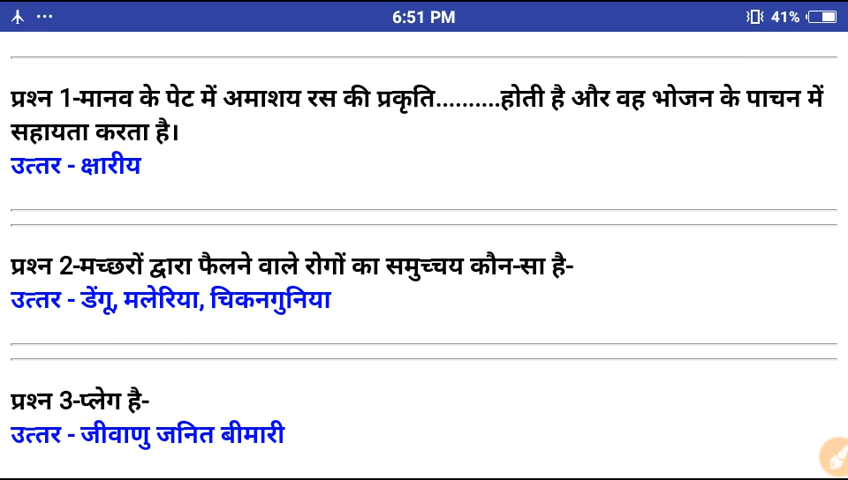 6:51 PM
41%
प्रश्न 1-मानव के पेट में अमाशय रस की प्रकृति..........होती है और वह भोजन के पाचन में
सहायता करता है।
उत्तर - क्षारीय
प्रश्न 2-मच्छरों द्वारा फैलने वाले रोगों का समुच्चय कौन-सा है-
उत्तर - डेंगू, मलेरिया, चिकनगुनिया
प्रश्न 3-प्लेग है-
उत्तर - जीवाणु जनित बीमारी